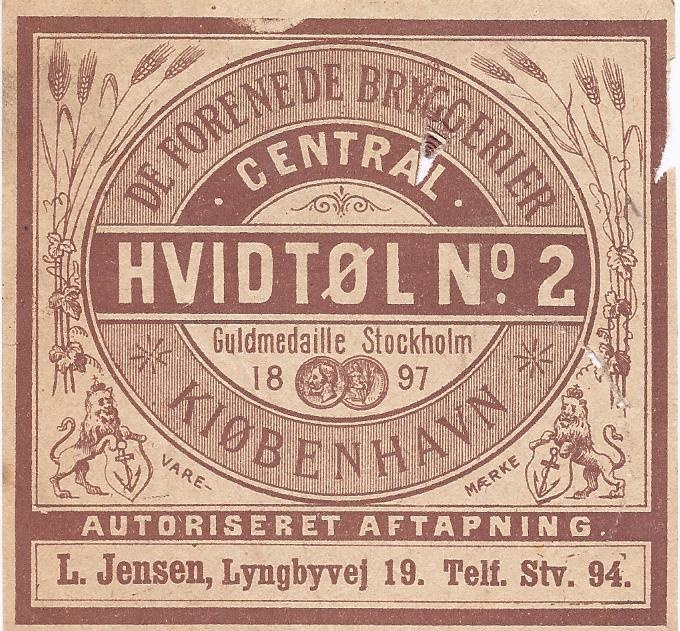 DE FORENEDE BRYGGERIER
· CENTRAL ·
HVIDTØL No. 2
Guldmedaille Stockholm
18 97
KIØBENHAVN
VARE- MÆRKE
AUTORISERET AFTAPNING.
L. Jensen, Lyngbyvej 19. Telf. Stv. 94.